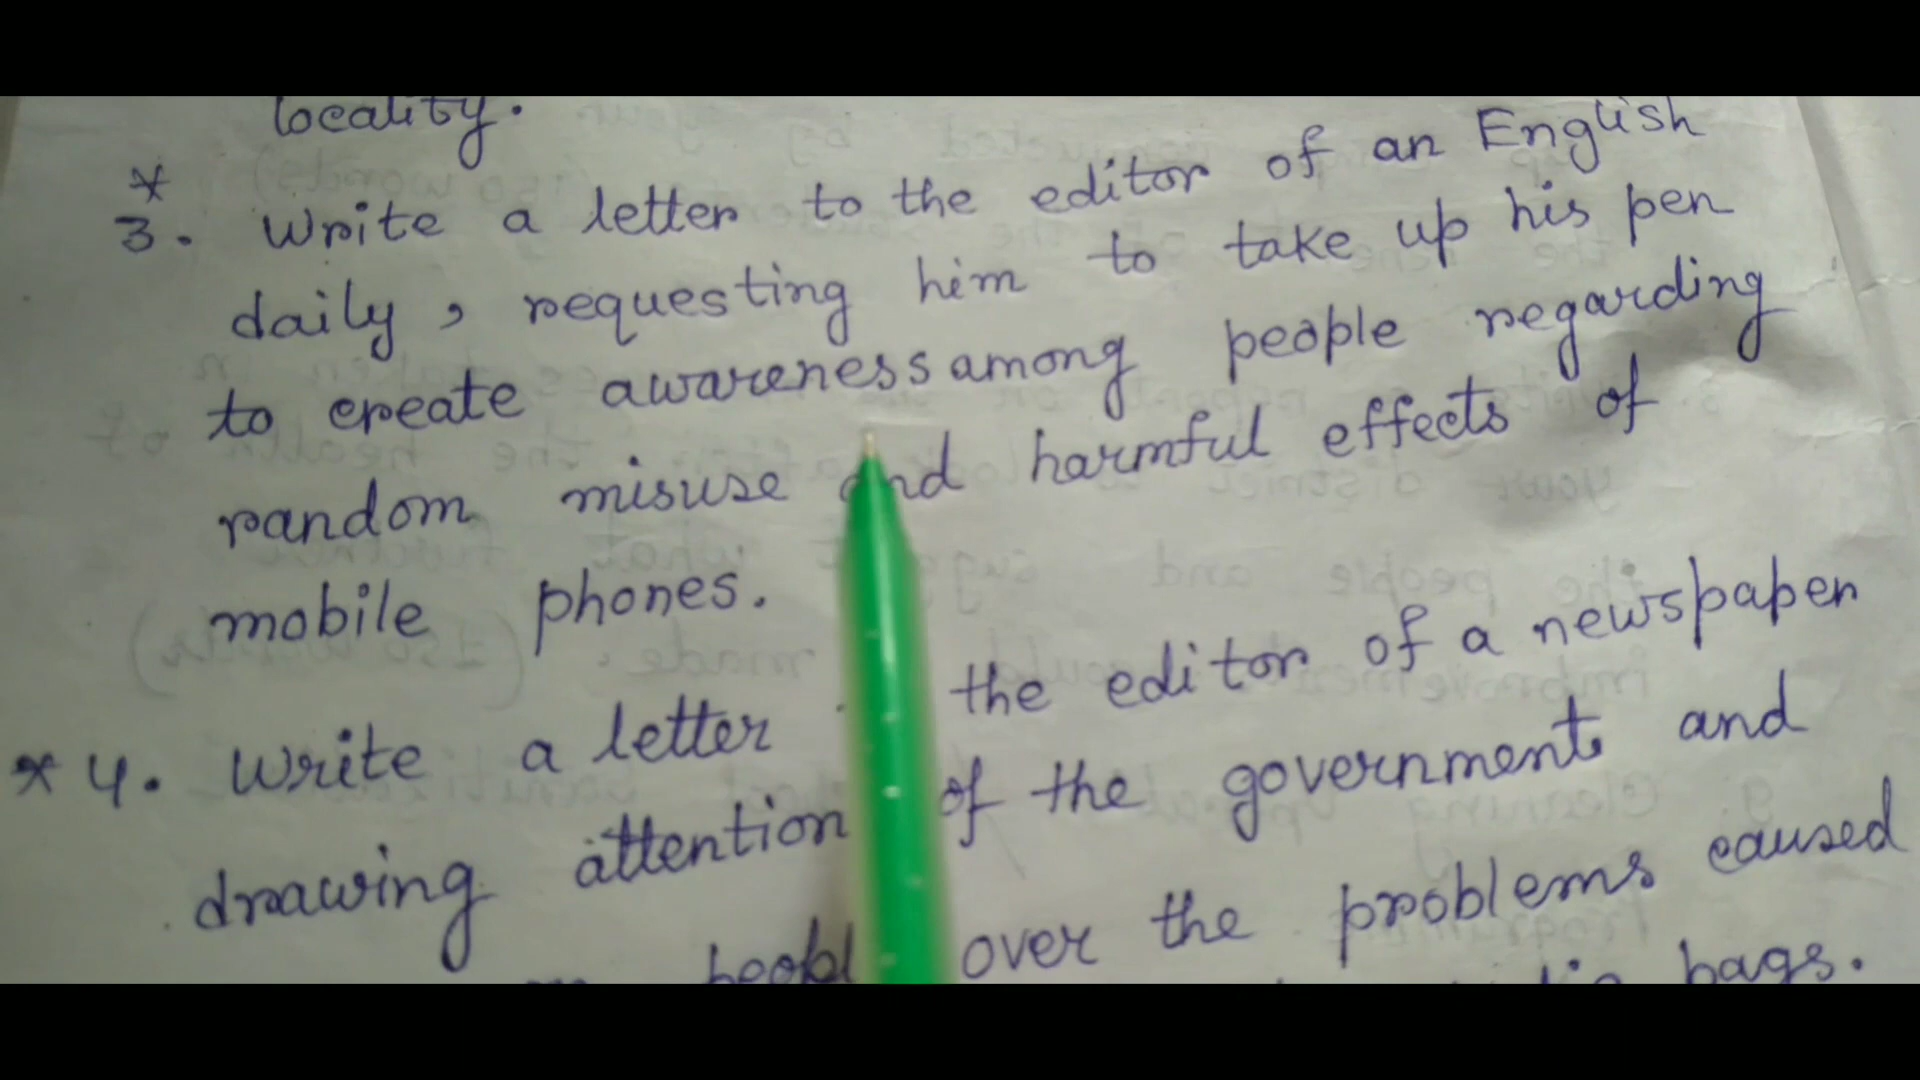 locality.
*
3. Write a letter to the editor of an English
daily, requesting him to take up his pen
to create awareness among people regarding
random misuse and harmful effects of
mobile phones.
* 4. Write a letter the editor of a newspaper
drawing attention of the governments and
over the problems caused
bags.